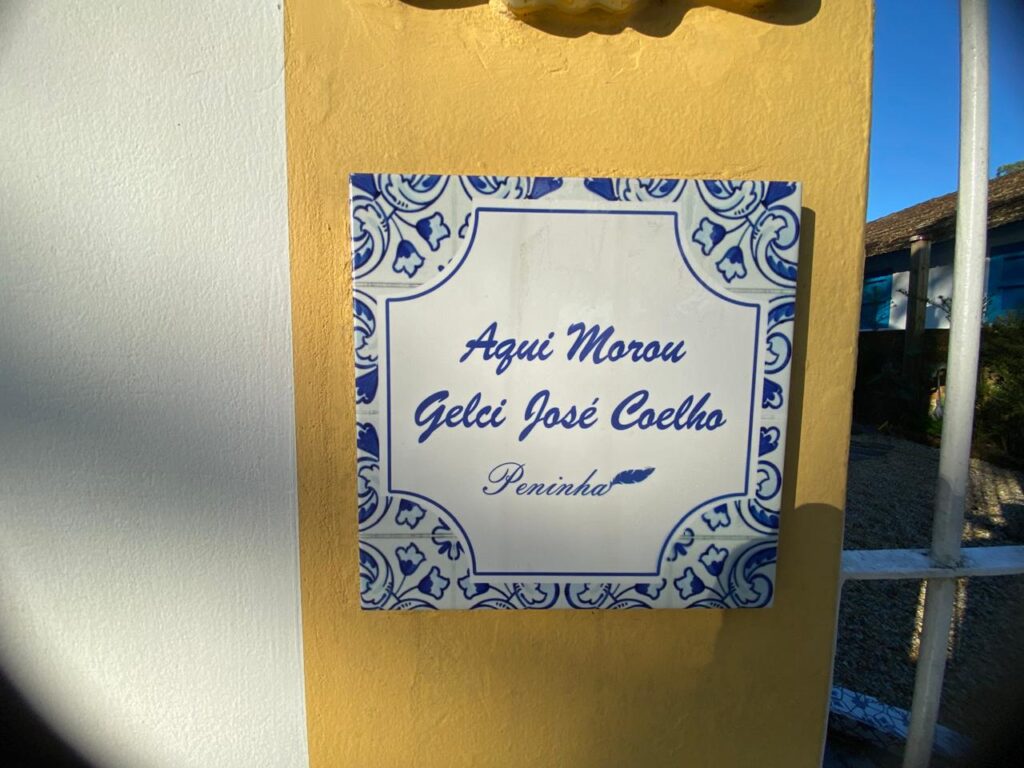 Aqui Morou
Gelci José Coelho
Peninha